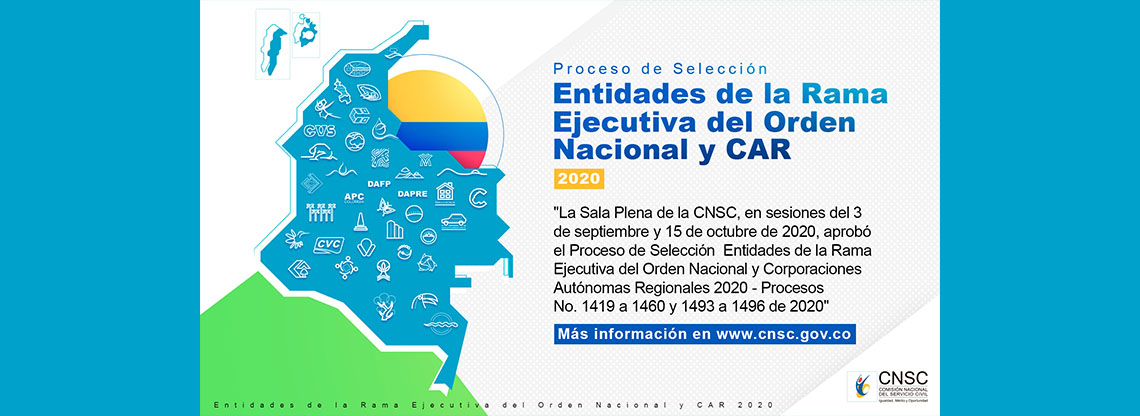 Proceso de Selección
Entidades de la Rama
Ejecutiva del Orden
Nacional y CAR
2020
"La Sala Plena de la CNSC, en sesiones del 3
de septiembre y 15 de octubre de 2020, aprobó
el Proceso de Selección Entidades de la Rama
Ejecutiva del Orden Nacional y Corporaciones
Autónomas Regionales 2020 - Procesos
No. 1419 a 1460 y 1493 a 1496 de 2020"
Más información en www.cnsc.gov.co
CVS
DAFP
APC
COLOMBIA
DAPRE
CVC
CNSC
COMISIÓN NACIONAL
DEL SERVICIO CIVIL
Igualdad, Mérito y Oportunidad
Entidades de la Rama Ejecutiva del Orden Nacional y CAR 2020